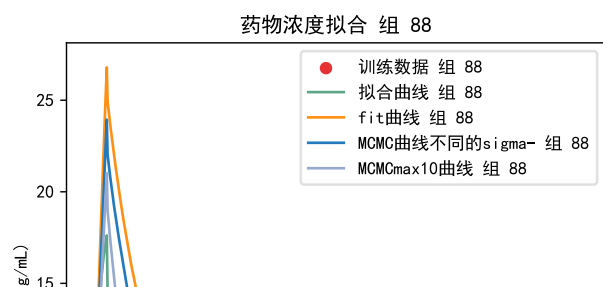 药物浓度拟合 组 88
训练数据 组 88
拟合曲线 组 88
fit曲线 组 88
MCMC曲线不同的sigma- 组 88
MCMCmax10曲线 组 88
25
20
15
g/mL)